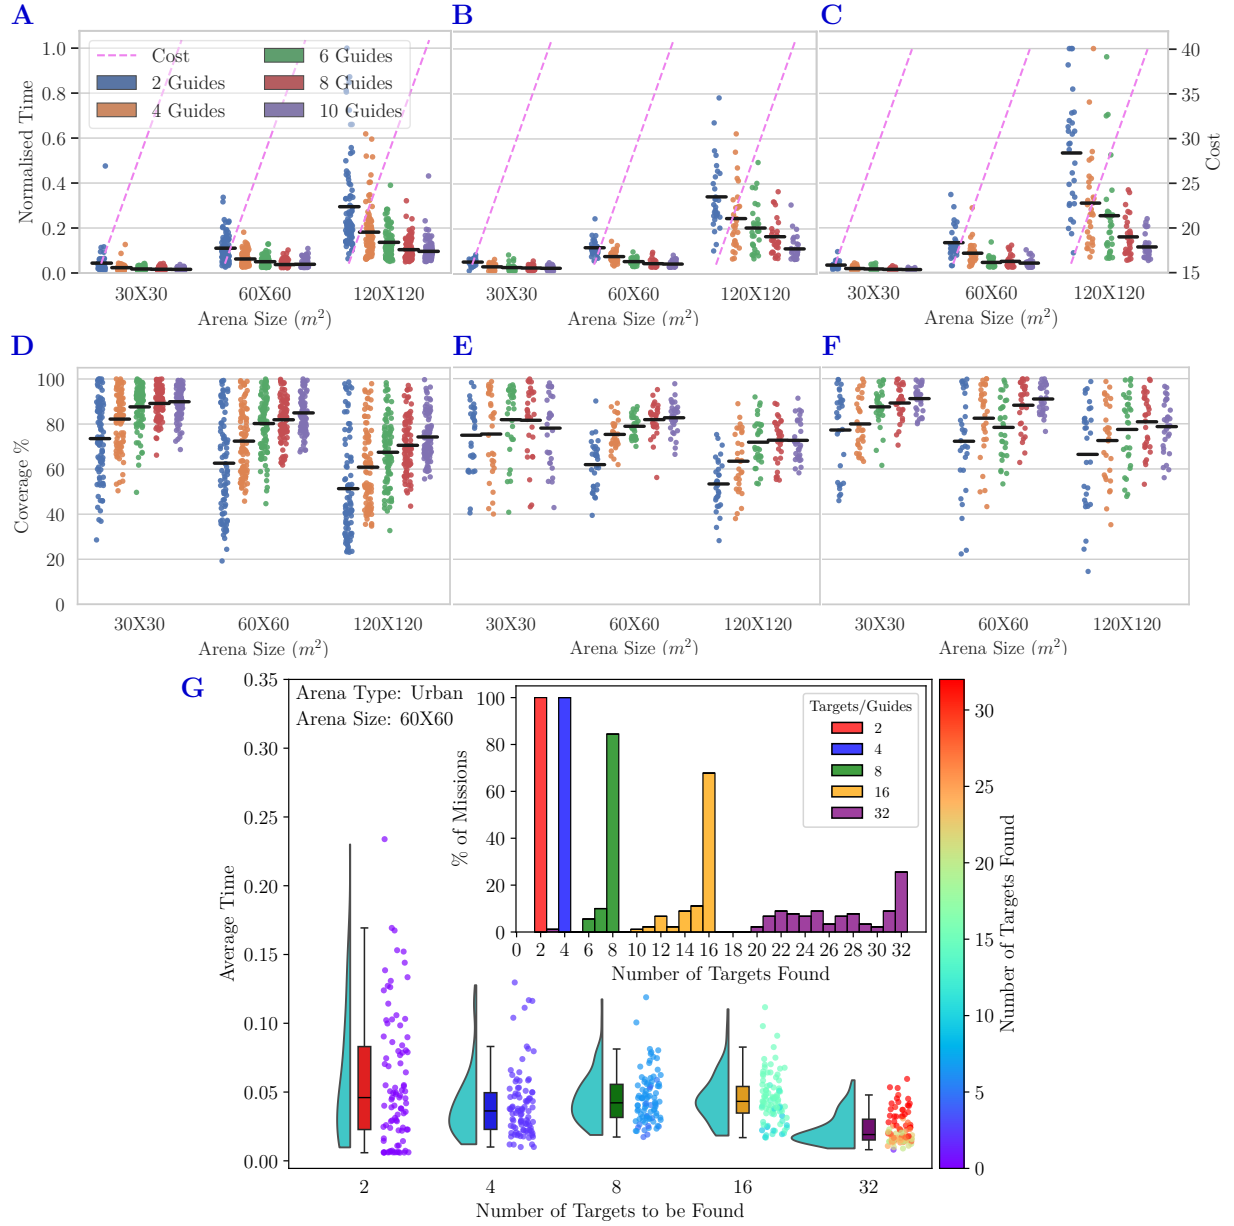 A
B
C
1.0
0.8
0.6
0.4
0.2
0.0
Normalised Time
Cost
2 Guides
4 Guides
6 Guides
8 Guides
10 Guides
40
35
30
25
20
15
Cost
30X30 60X60 120X120
Arena Size (m²)
30X30 60X60 120X120
Arena Size (m²)
30X30 60X60 120X120
Arena Size (m²)
D
E
F
100
80
60
40
20
0
Coverage %
30X30 60X60 120X120
Arena Size (m²)
30X30 60X60 120X120
Arena Size (m²)
30X30 60X60 120X120
Arena Size (m²)
G
0.35
0.30
0.25
0.20
0.15
0.10
0.05
0.00
Average Time
Arena Type: Urban
Arena Size: 60X60
100
80
60
40
20
0
% of Missions
Targets/Guides
2
4
8
16
32
0 2 4 6 8 10 12 14 16 18 20 22 24 26 28 30 32
Number of Targets Found
2 4 8 16 32
Number of Targets to be Found
30
25
20
15
10
5
0
Number of Targets Found